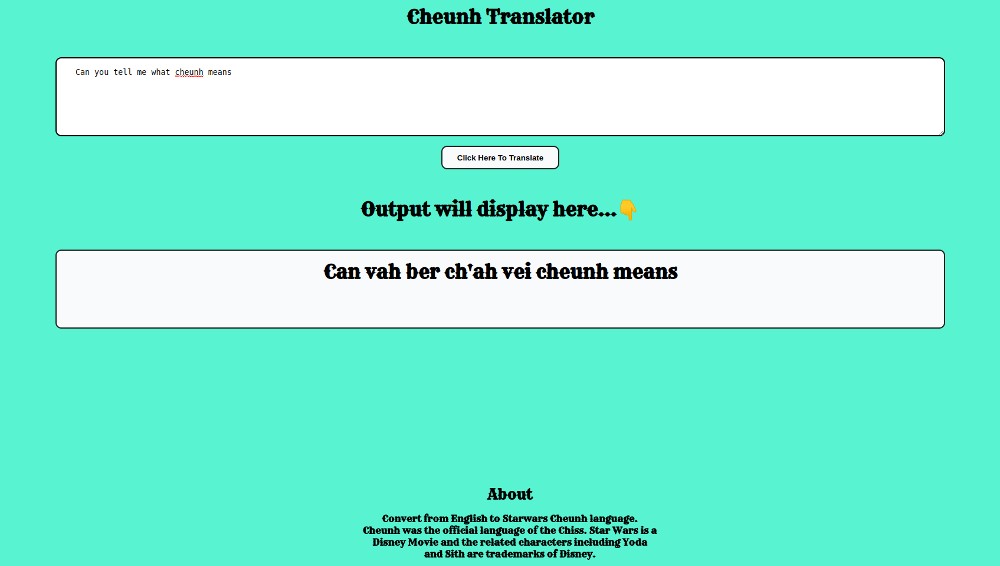 Cheunh Translator
Can you tell me what cheunh means
Click Here To Translate
Output will display here...👇
Can vah ber ch'ah vei cheunh means
About
Convert from English to Starwars Cheunh language.
Cheunh was the official language of the Chiss. Star Wars is a
Disney Movie and the related characters including Yoda
and Sith are trademarks of Disney.